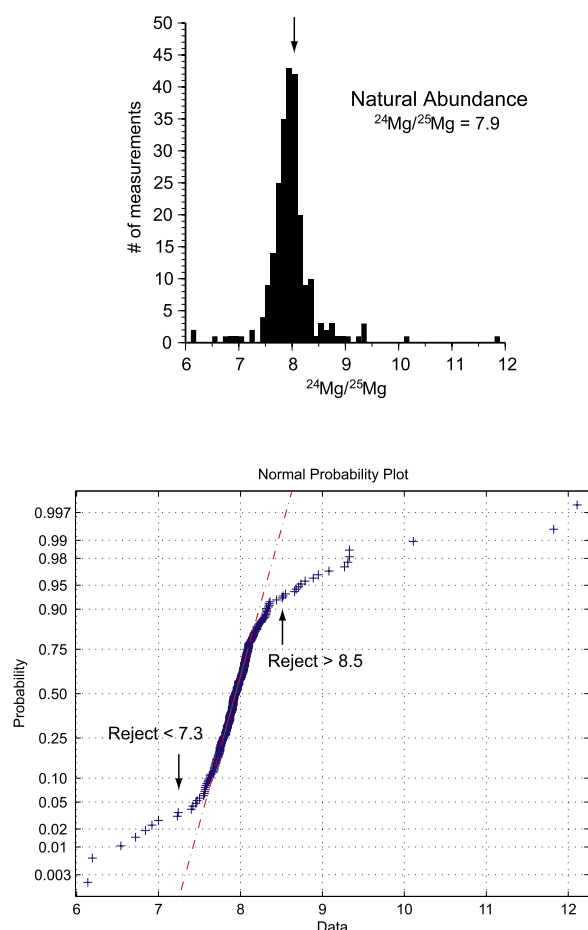 50
45
40
35
30
25
20
15
10
5
0
# of measurements
Natural Abundance
24Mg/25Mg = 7.9
6 7 8 9 10 11 12
24Mg/25Mg
Normal Probability Plot
0.997
0.99
0.98
0.95
0.90
0.75
0.50
0.25
0.10
0.05
0.02
0.01
0.003
Probability
Reject > 8.5
Reject < 7.3
6 7 8 9 10 11 12
Data